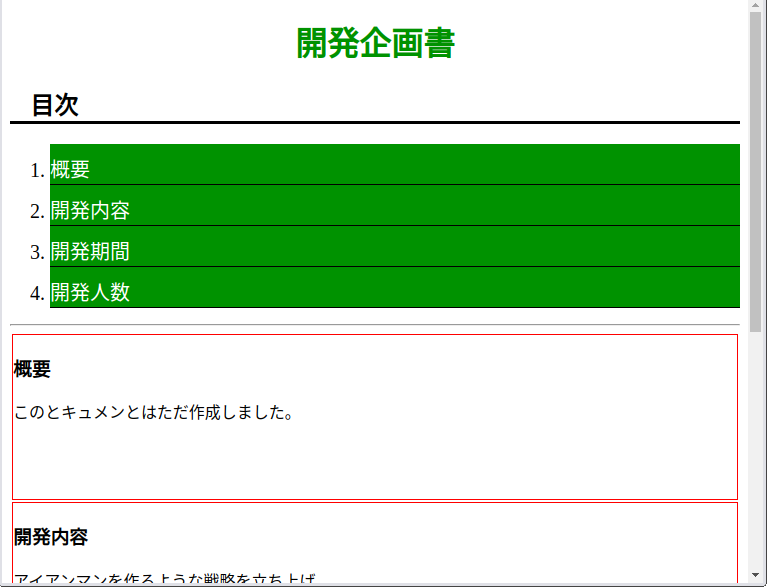 開発企画書
目次
1. 概要
2. 開発内容
3. 開発期間
4. 開発人数
概要
このとキュメンとはただ作成しました。
開発内容
アイアンマンを作るような戦略を立ち上げ